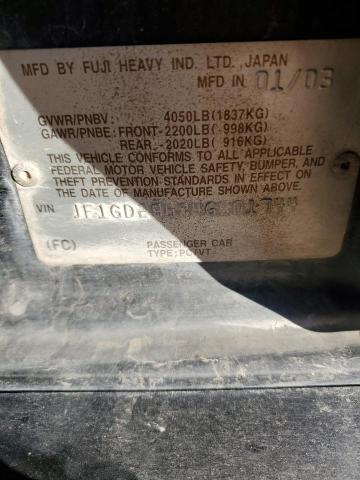 MFD BY FUJI HEAVY IND. LTD., JAPAN
MFD IN 01/03
GVWR/PNBV: 4050LB(1837KG)
GAWR/PNBE: FRONT-2200LB( 998KG)
REAR -2020LB( 916KG)
THIS VEHICLE CONFORMS TO ALL APPLICABLE
FEDERAL MOTOR VEHICLE SAFETY, BUMPER, AND
THEFT PREVENTION STANDARDS IN EFFECT ON THE
DATE OF MANUFACTURE SHOWN ABOVE.
VIN
(FC) PASSENGER CAR
TYPE: PC/VT